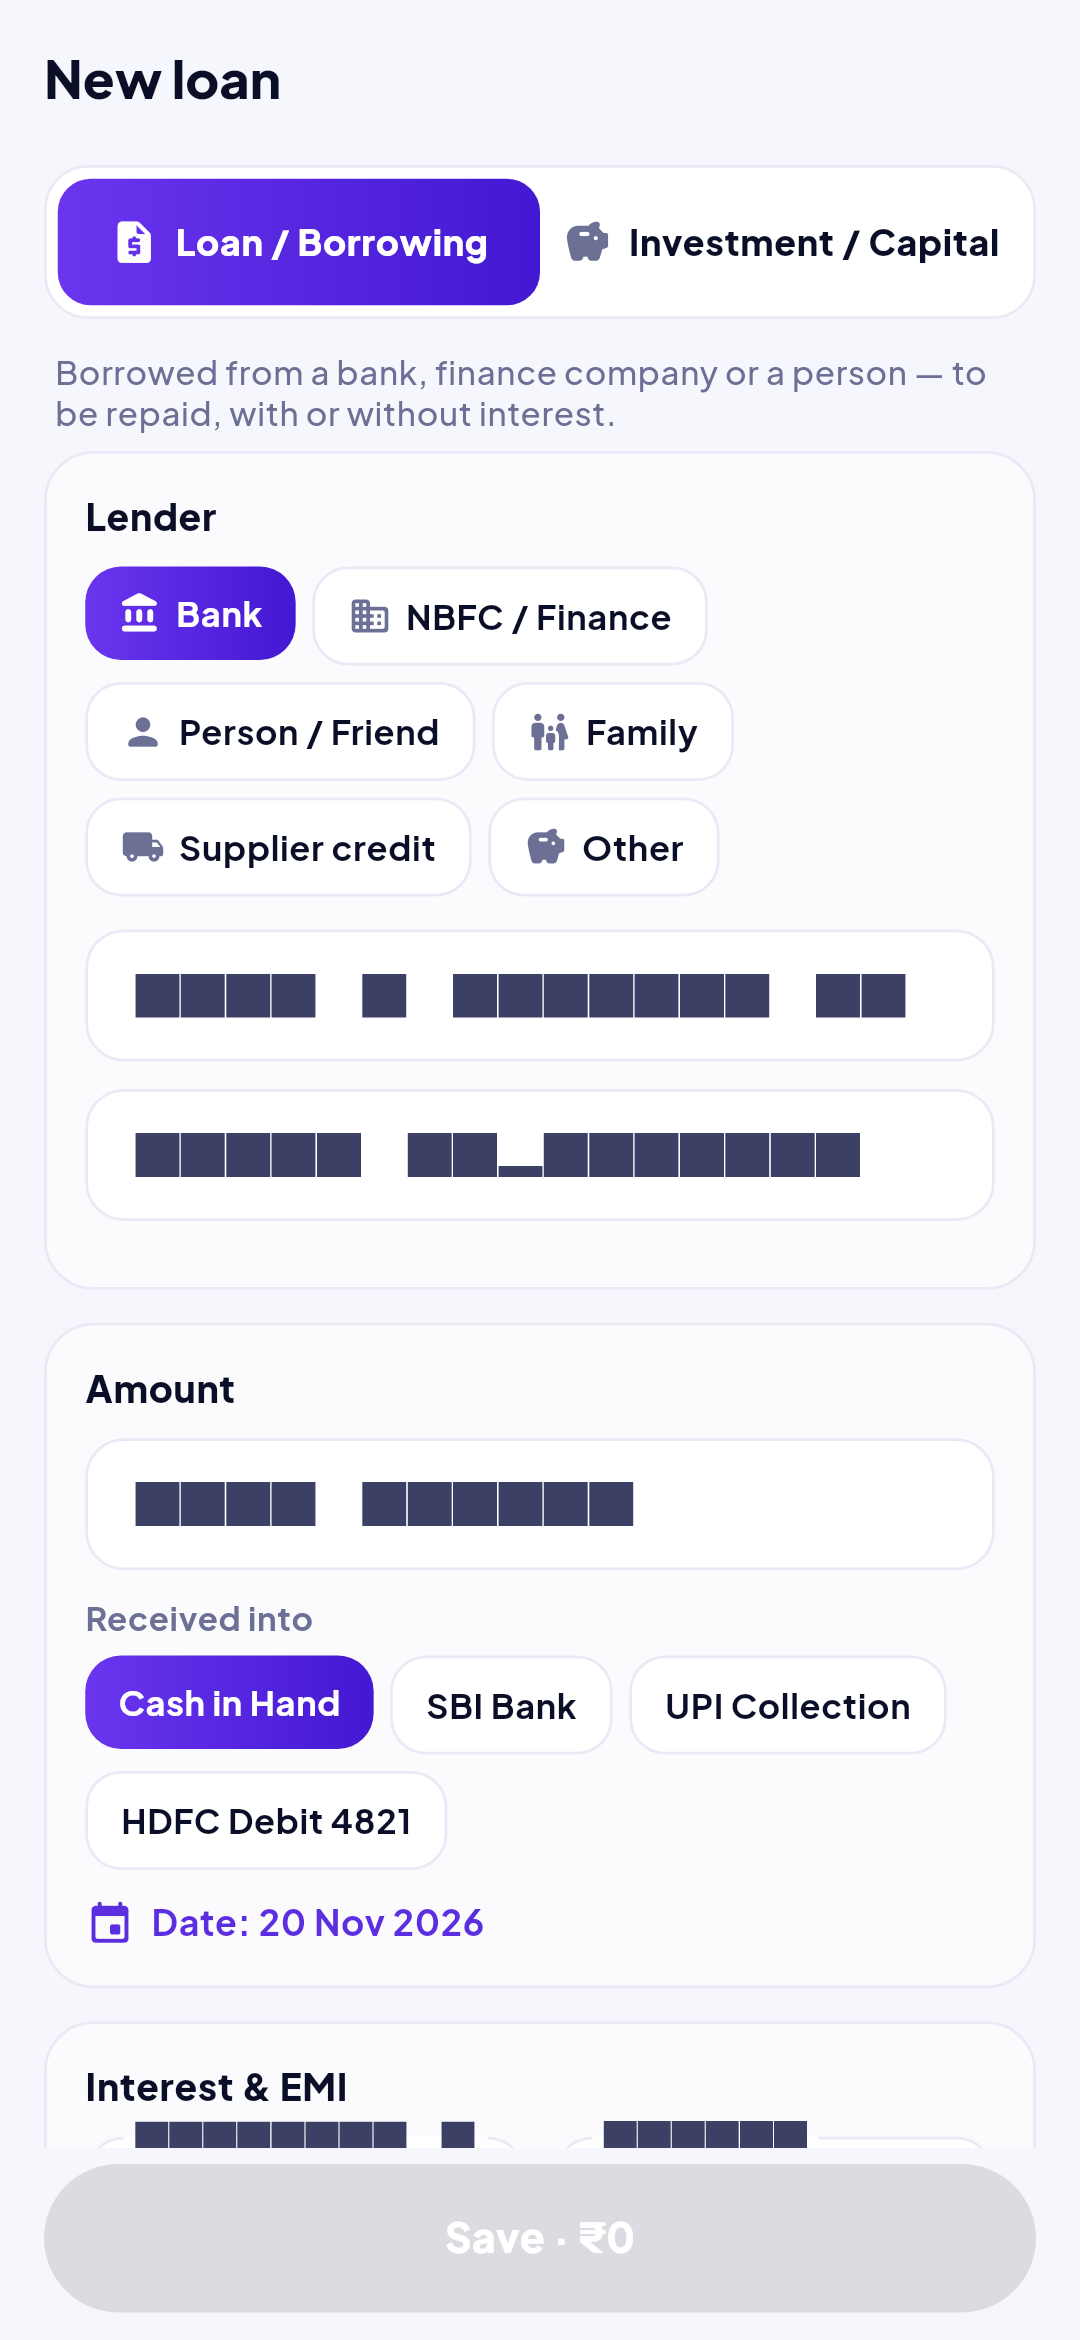 New loan
Loan / Borrowing
Investment / Capital
Borrowed from a bank, finance company or a person — to
be repaid, with or without interest.
Lender
Bank
NBFC / Finance
Person / Friend
Family
Supplier credit
Other
Amount
Received into
Cash in Hand
SBI Bank
UPI Collection
HDFC Debit 4821
Date: 20 Nov 2026
Interest & EMI
Save · ₹0